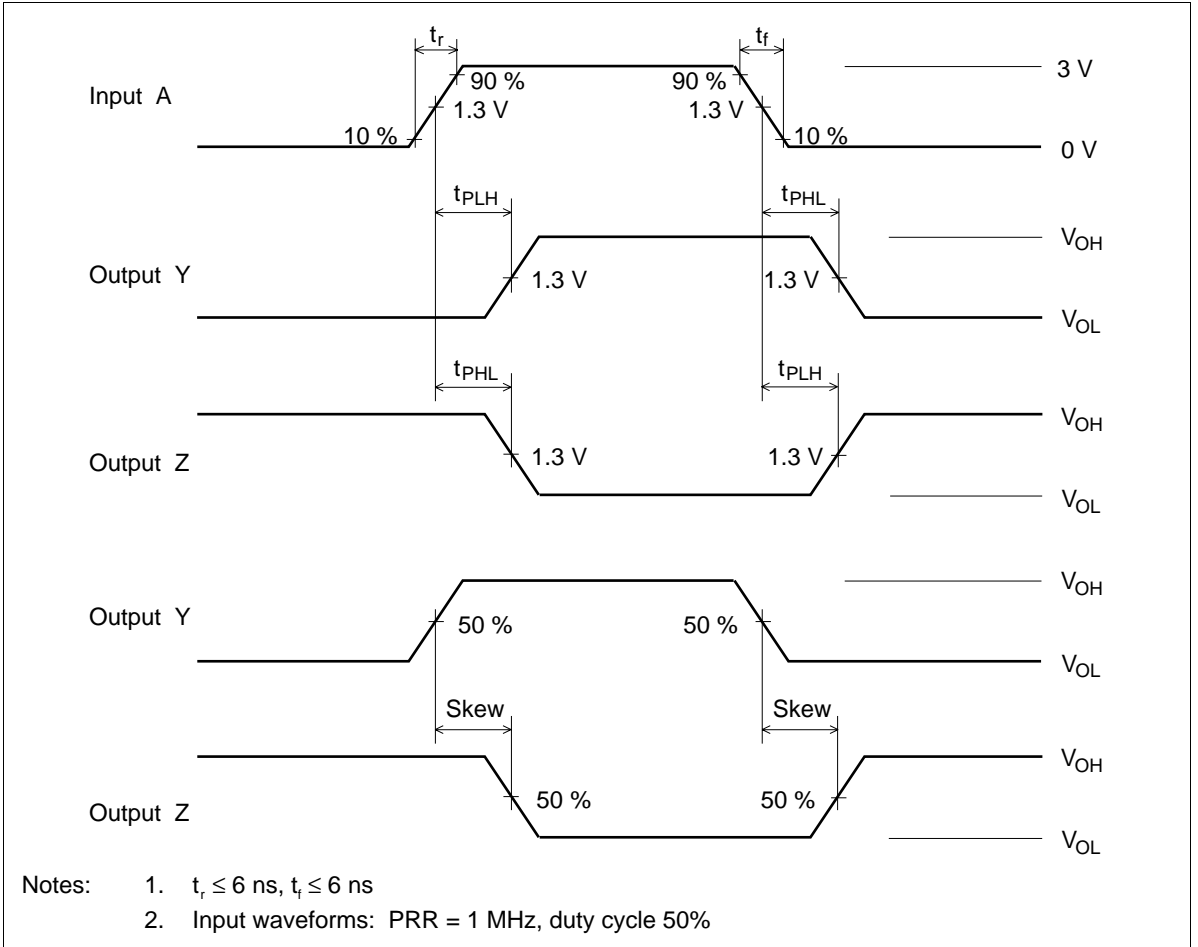 tr tf
Input A
90 % 90 % 3 V
1.3 V 1.3 V
10 % 10 % 0 V
tPLH tPHL
VOH
Output Y 1.3 V 1.3 V
VOL
tPHL tPLH
VOH
Output Z 1.3 V 1.3 V
VOL
VOH
Output Y 50 % 50 %
VOL
Skew Skew
VOH
Output Z 50 % 50 %
VOL
Notes: 1. tr ≤ 6 ns, tf ≤ 6 ns
2. Input waveforms: PRR = 1 MHz, duty cycle 50%